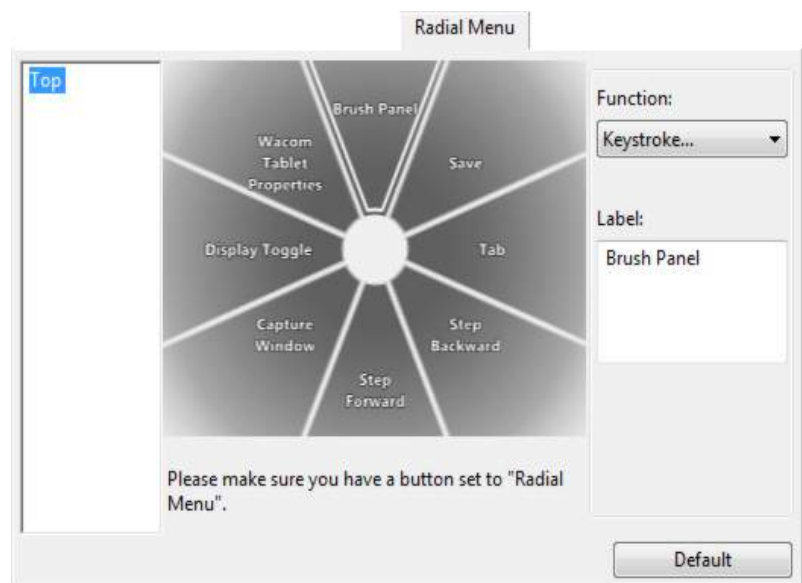 Radial Menu
Top
Brush Panel
Wacom
Tablet
Properties
Save
Display Toggle
Tab
Capture
Window
Step
Backward
Step
Forward
Please make sure you have a button set to "Radial
Menu".
Function:
Keystroke...
Label:
Brush Panel
Default